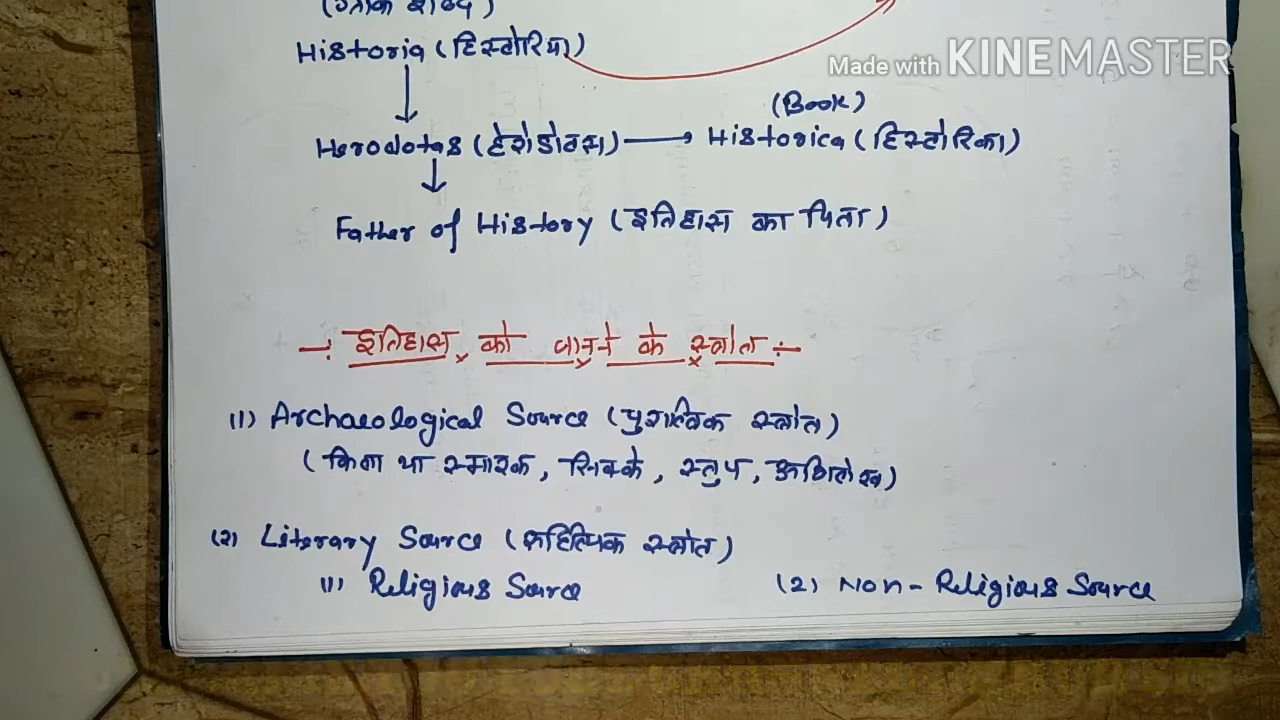 Made with KINEMASTER
Historia (हिस्टोरिया)
(Book)
Herodotas (हेरोडोटस) → Historica (हिस्टोरिका)
Father of History (इतिहास का पिता)
-: इतिहास को जानने के स्त्रोत :-
(1) Archaeological Source (पुरात्विक स्त्रोत)
(किला या स्मारक, सिक्के, स्तुप, अभिलेख)
(2) Literary Source (साहित्यिक स्त्रोत)
(1) Religious Source (2) Non-Religious Source